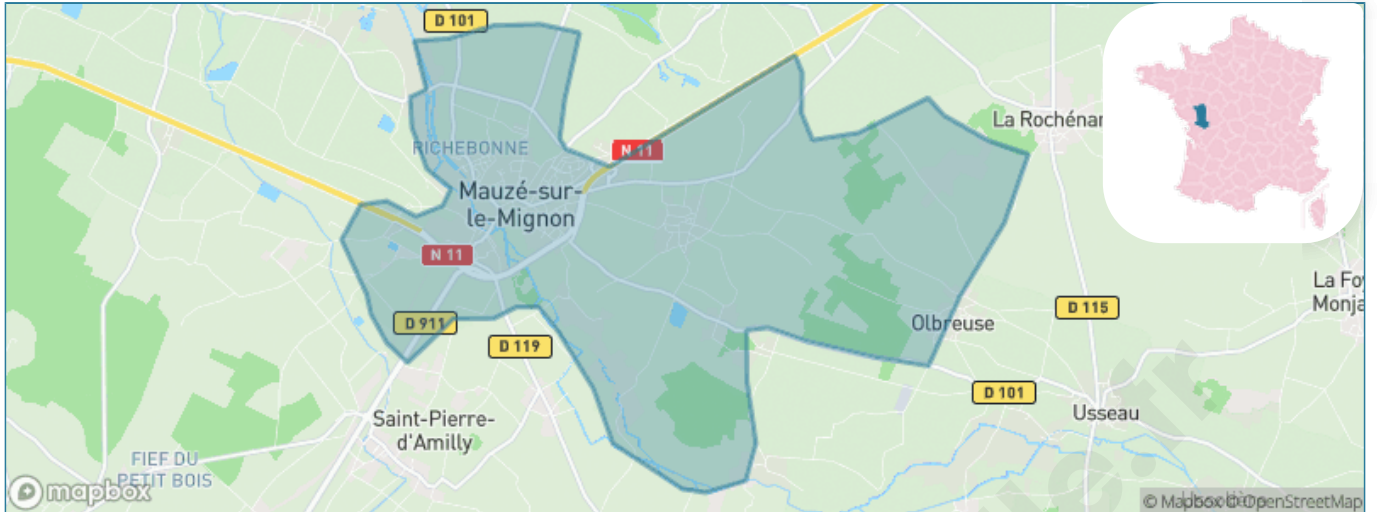 D 101
La Rochénar
N 11
RICHEBONNE
Mauzé-sur-
le-Mignon
N 11
La Fo
Monja
D 115
D 911
Olbreuse
D 119
D 101
Usseau
Saint-Pierre-
d'Amilly
FIEF DU
PETIT BOIS
mapbox
© Mapbox © OpenStreetMap